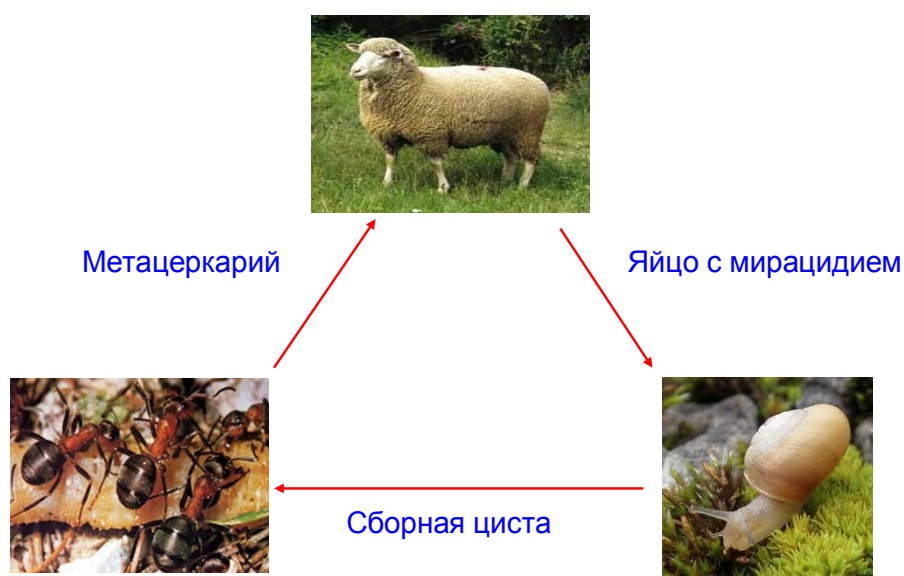 Метацеркарий
Яйцо с мирацидием
Сборная циста